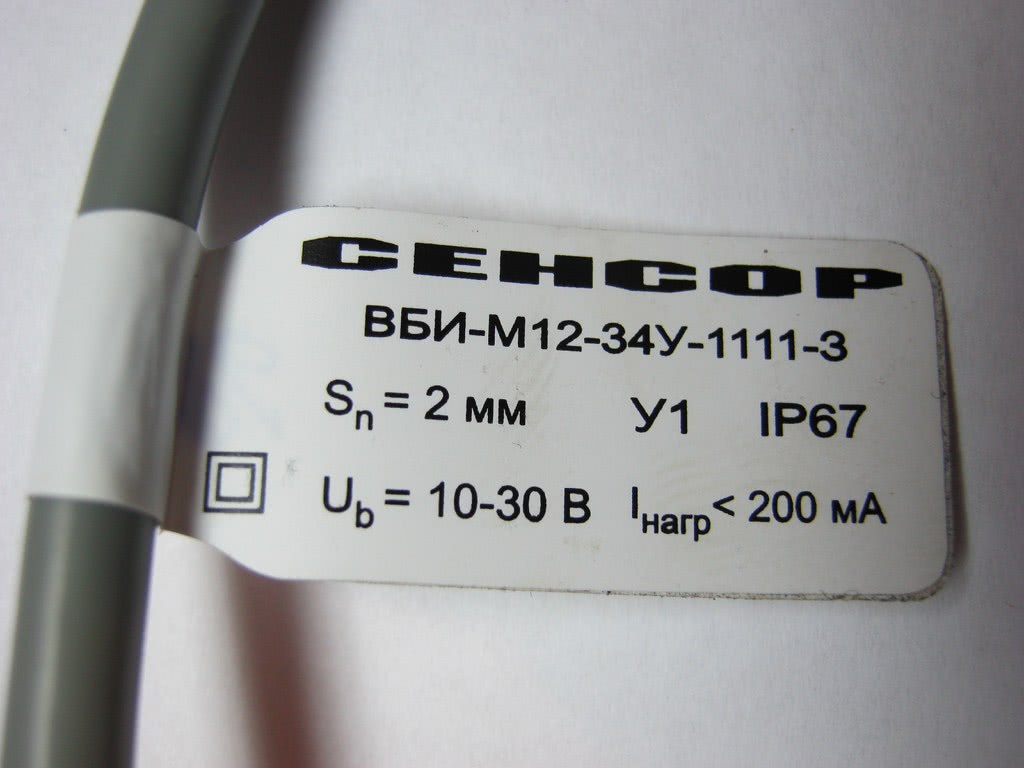 СЕНСОР
ВБИ-М12-34У-1111-З
Sn = 2 мм У1 IP67
Ub = 10-30 В Iнагр < 200 мА